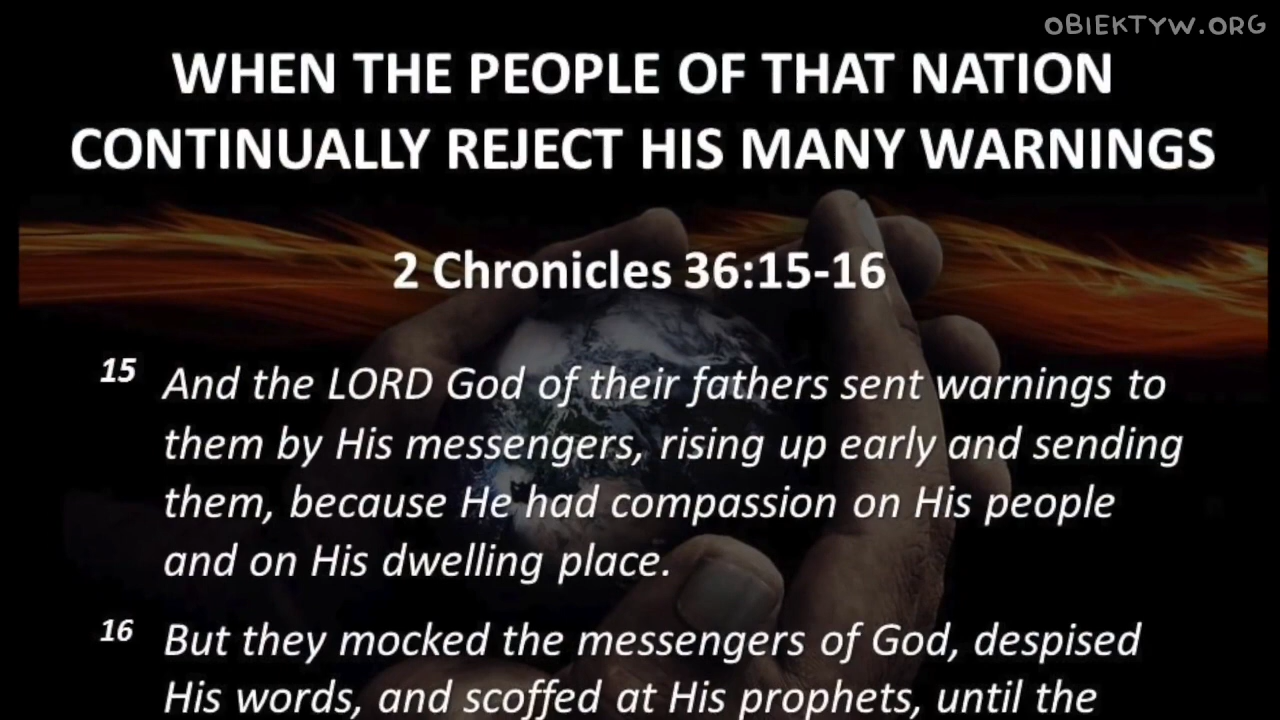 OBIEKTYW.ORG
WHEN THE PEOPLE OF THAT NATION
CONTINUALLY REJECT HIS MANY WARNINGS
2 Chronicles 36:15-16
15 And the LORD God of their fathers sent warnings to
them by His messengers, rising up early and sending
them, because He had compassion on His people
and on His dwelling place.
16 But they mocked the messengers of God, despised
His words, and scoffed at His prophets, until the